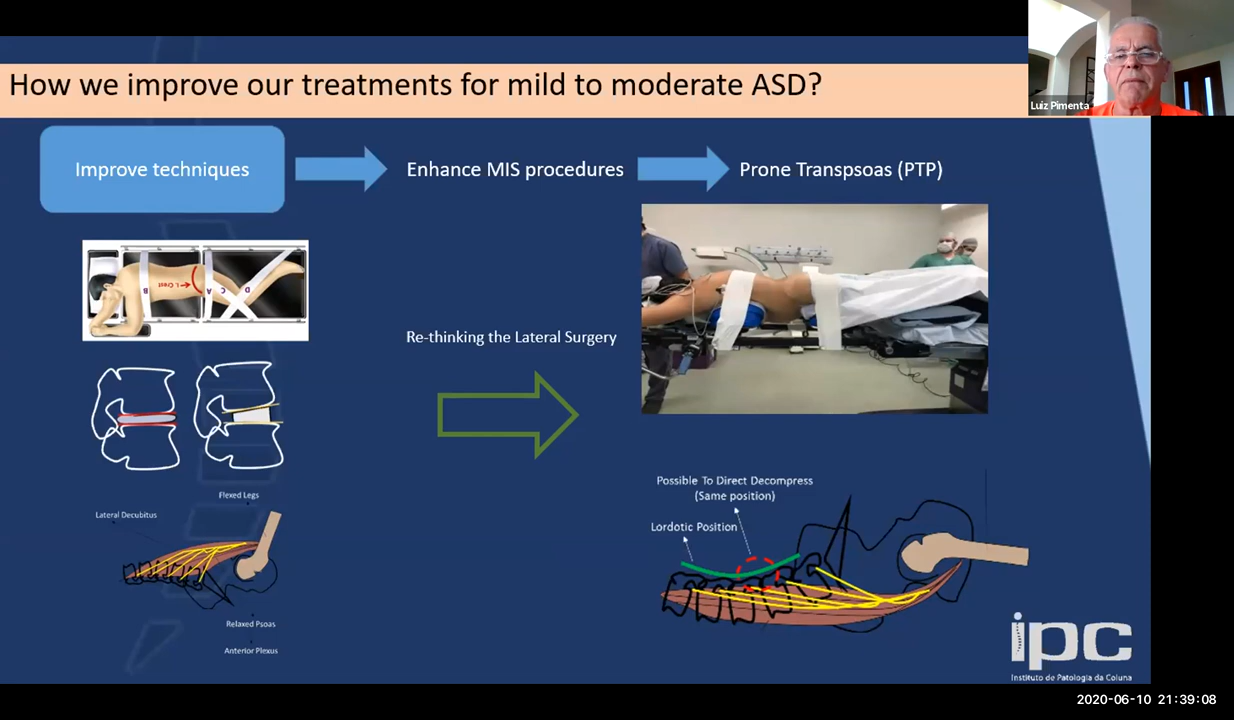 How we improve our treatments for mild to moderate ASD?
Luiz Pimenta
Improve techniques
Enhance MIS procedures
Prone Transpsoas (PTP)
I. Crest
B
A
C
D
Re-thinking the Lateral Surgery
Flexed Legs
Lateral Decubitus
Relaxed Psoas
Anterior Plexus
Possible To Direct Decompress
(Same position)
Lordotic Position
ipc
Instituto de Patologia da Coluna
2020-06-10 21:39:08